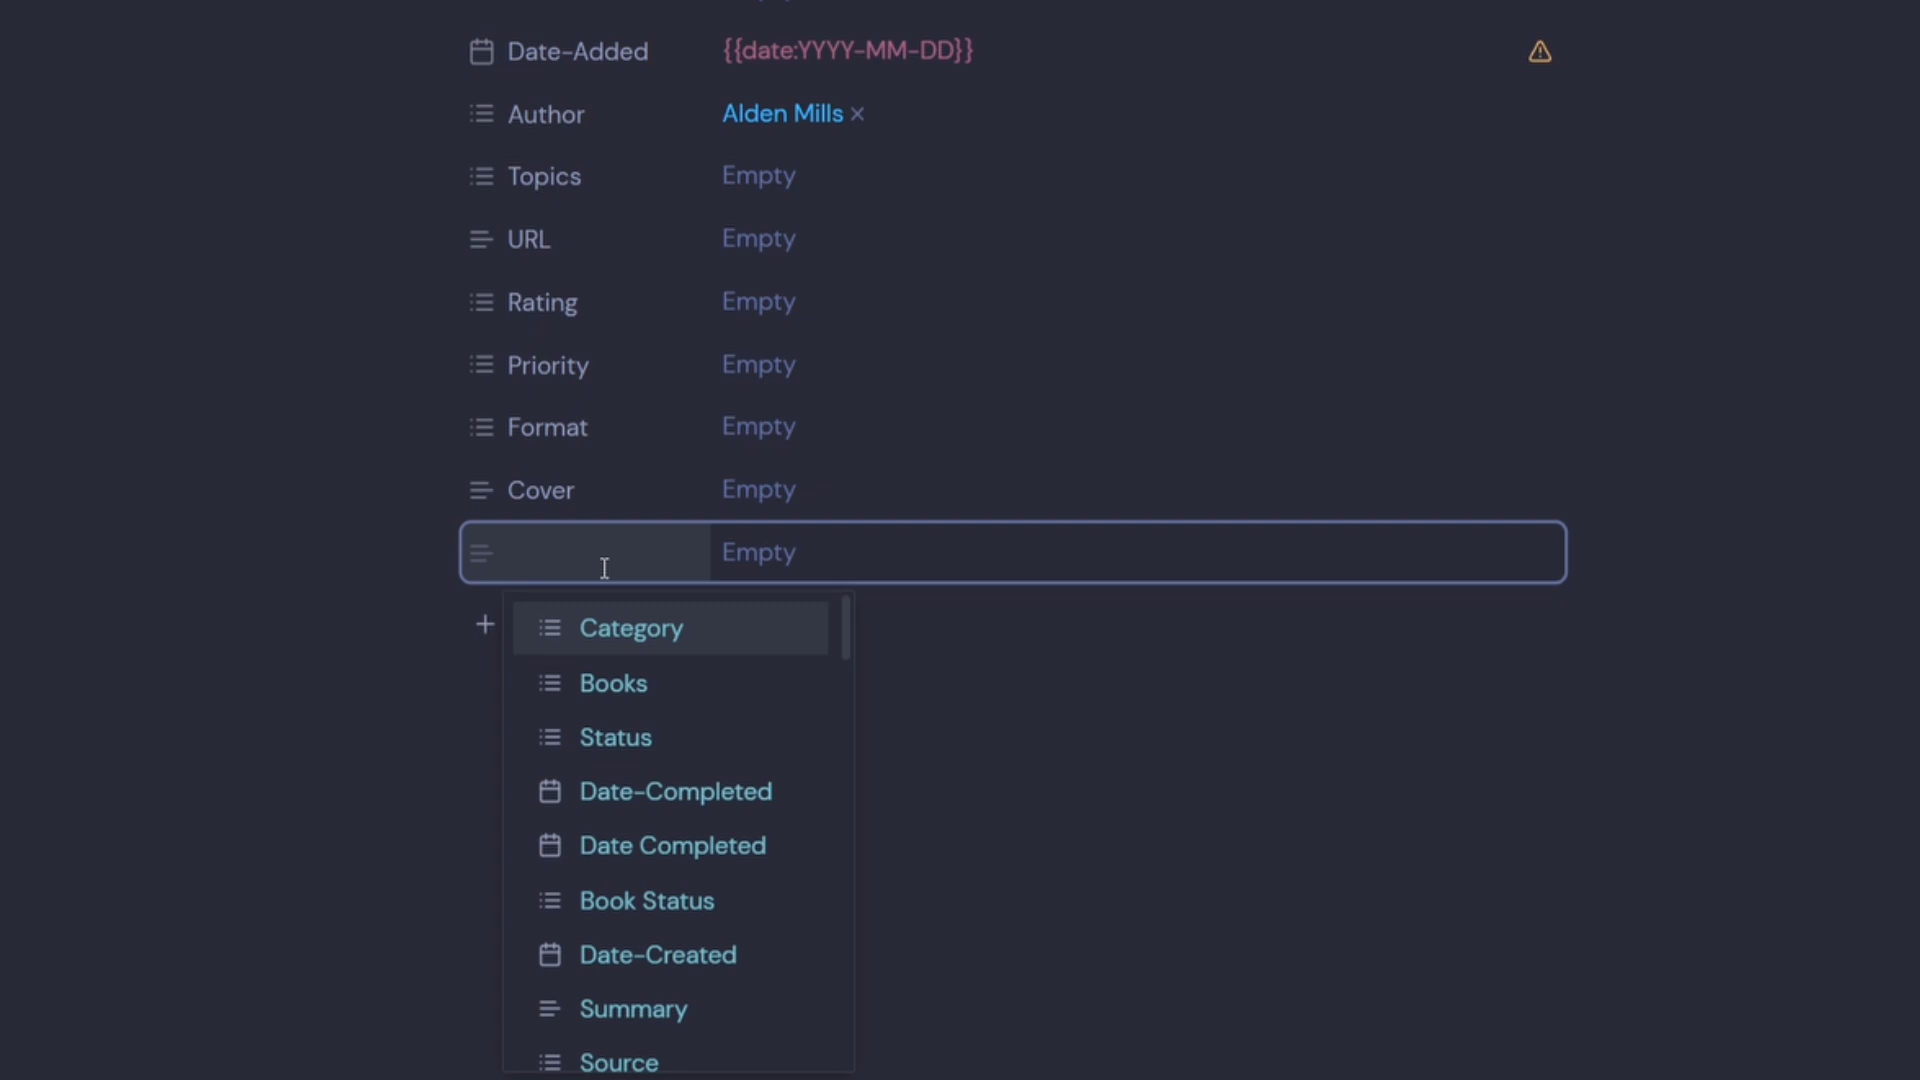 Date-Added {{date:YYYY-MM-DD}}
Author Alden Mills ×
Topics Empty
URL Empty
Rating Empty
Priority Empty
Format Empty
Cover Empty
Empty
Category
Books
Status
Date-Completed
Date Completed
Book Status
Date-Created
Summary
Source